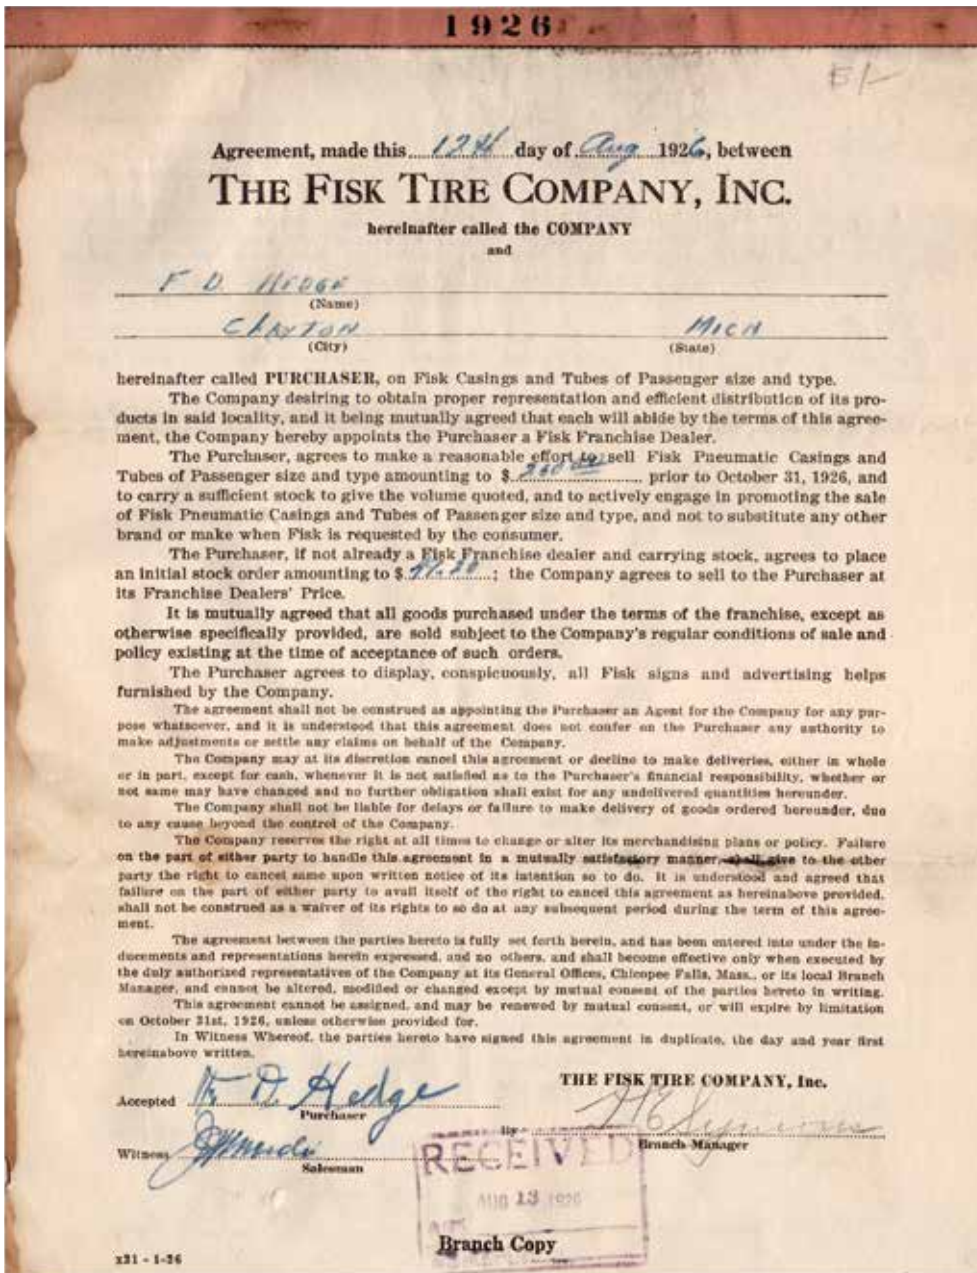 1926
Agreement, made this 12th day of Aug 1926, between
THE FISK TIRE COMPANY, INC.
hereinafter called the COMPANY
and
F D. HEDGE
(Name)
CLAYTON MICH
(City) (State)
hereinafter called PURCHASER, on Fisk Casings and Tubes of Passenger size and type.
The Company desiring to obtain proper representation and efficient distribution of its pro-
ducts in said locality, and it being mutually agreed that each will abide by the terms of this agree-
ment, the Company hereby appoints the Purchaser a Fisk Franchise Dealer.
The Purchaser, agrees to make a reasonable effort to sell Fisk Pneumatic Casings and
Tubes of Passenger size and type amounting to $ prior to October 31, 1926, and
to carry a sufficient stock to give the volume quoted, and to actively engage in promoting the sale
of Fisk Pneumatic Casings and Tubes of Passenger size and type, and not to substitute any other
brand or make when Fisk is requested by the consumer.
The Purchaser, if not already a Fisk Franchise dealer and carrying stock, agrees to place
an initial stock order amounting to $ ; the Company agrees to sell to the Purchaser at
its Franchise Dealers' Price.
It is mutually agreed that all goods purchased under the terms of the franchise, except as
otherwise specifically provided, are sold subject to the Company's regular conditions of sale and
policy existing at the time of acceptance of such orders.
The Purchaser agrees to display, conspicuously, all Fisk signs and advertising helps
furnished by the Company.
The agreement shall not be construed as appointing the Purchaser an Agent for the Company for any pur-
pose whatsoever, and it is understood that this agreement does not confer on the Purchaser any authority to
make adjustments or settle any claims on behalf of the Company.
The Company may at its discretion cancel this agreement or decline to make deliveries, either in whole
or in part, except for cash, whenever it is not satisfied as to the Purchaser's financial responsibility, whether or
not same may have changed and no further obligation shall exist for any undelivered quantities hereunder.
The Company shall not be liable for delays or failure to make delivery of goods ordered hereunder, due
to any cause beyond the control of the Company.
The Company reserves the right at all times to change or alter its merchandising plans or policy. Failure
on the part of either party to handle this agreement in a mutually satisfactory manner, shall give to the other
party the right to cancel same upon written notice of its intention so to do. It is understood and agreed that
failure on the part of either party to avail itself of the right to cancel this agreement as hereinabove provided,
shall not be construed as a waiver of its rights to so do at any subsequent period during the term of this agree-
ment.
The agreement between the parties hereto is fully set forth herein, and has been entered into under the in-
ducements and representations herein expressed, and no others, and shall become effective only when executed by
the duly authorized representatives of the Company at its General Offices, Chicopee Falls, Mass., or its local Branch
Manager, and cannot be altered, modified or changed except by mutual consent of the parties hereto in writing.
This agreement cannot be assigned, and may be renewed by mutual consent, or will expire by limitation
on October 31st, 1926, unless otherwise provided for.
In Witness Whereof, the parties hereto have signed this agreement in duplicate, the day and year first
hereinabove written.
THE FISK TIRE COMPANY, Inc.
Accepted F. D. Hedge
Purchaser
By
Branch Manager
Witness
Salesman
RECEIVED
AUG 13 1926
Branch Copy
x21 - 1-26